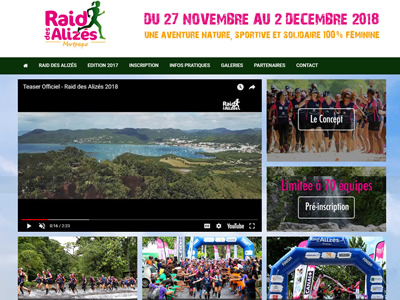 Raid
des Alizés
Martinique
DU 27 NOVEMBRE AU 2 DECEMBRE 2018
UNE AVENTURE NATURE, SPORTIVE ET SOLIDAIRE 100% FEMININE
RAID DES ALIZÉS EDITION 2017 INSCRIPTION INFOS PRATIQUES GALERIES PARTENAIRES CONTACT
Teaser Officiel - Raid des Alizés 2018
Raid
des Alizés
Le Concept
Limitée à 70 équipes
Pré-inscription
0:16 / 2:23
YouTube
des Alizés